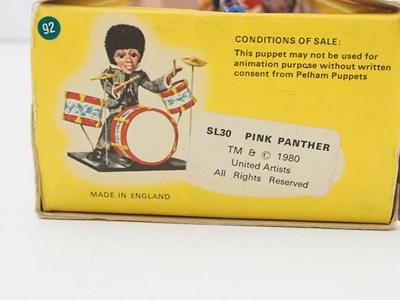 92
CONDITIONS OF SALE:
This puppet may not be used for
animation purpose without written
consent from Pelham Puppets
SL30 PINK PANTHER
TM & © 1980
United Artists
All Rights Reserved
MADE IN ENGLAND